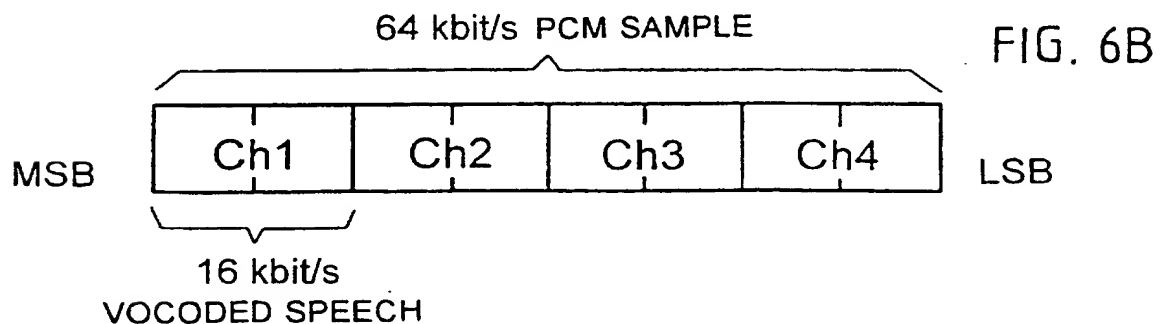 64 kbit/s PCM SAMPLE
FIG. 6B
MSB
Ch1
Ch2
Ch3
Ch4
LSB
16 kbit/s
VOCODED SPEECH